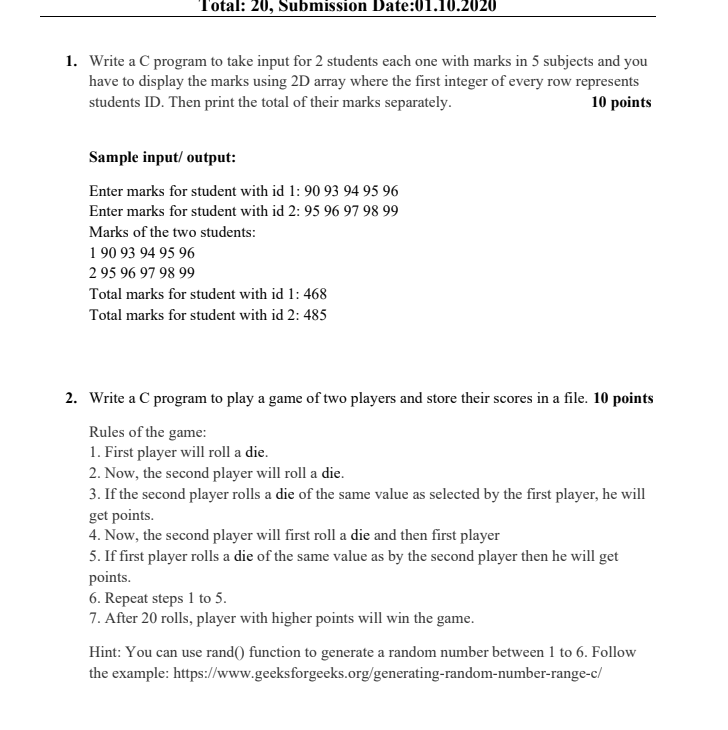 Total: 20, Submission Date:01.10.2020
1. Write a C program to take input for 2 students each one with marks in 5 subjects and you
have to display the marks using 2D array where the first integer of every row represents
students ID. Then print the total of their marks separately. 10 points
Sample input/ output:
Enter marks for student with id 1: 90 93 94 95 96
Enter marks for student with id 2: 95 96 97 98 99
Marks of the two students:
1 90 93 94 95 96
2 95 96 97 98 99
Total marks for student with id 1: 468
Total marks for student with id 2: 485
2. Write a C program to play a game of two players and store their scores in a file. 10 points
Rules of the game:
1. First player will roll a die.
2. Now, the second player will roll a die.
3. If the second player rolls a die of the same value as selected by the first player, he will
get points.
4. Now, the second player will first roll a die and then first player
5. If first player rolls a die of the same value as by the second player then he will get
points.
6. Repeat steps 1 to 5.
7. After 20 rolls, player with higher points will win the game.
Hint: You can use rand() function to generate a random number between 1 to 6. Follow
the example: https://www.geeksforgeeks.org/generating-random-number-range-c/